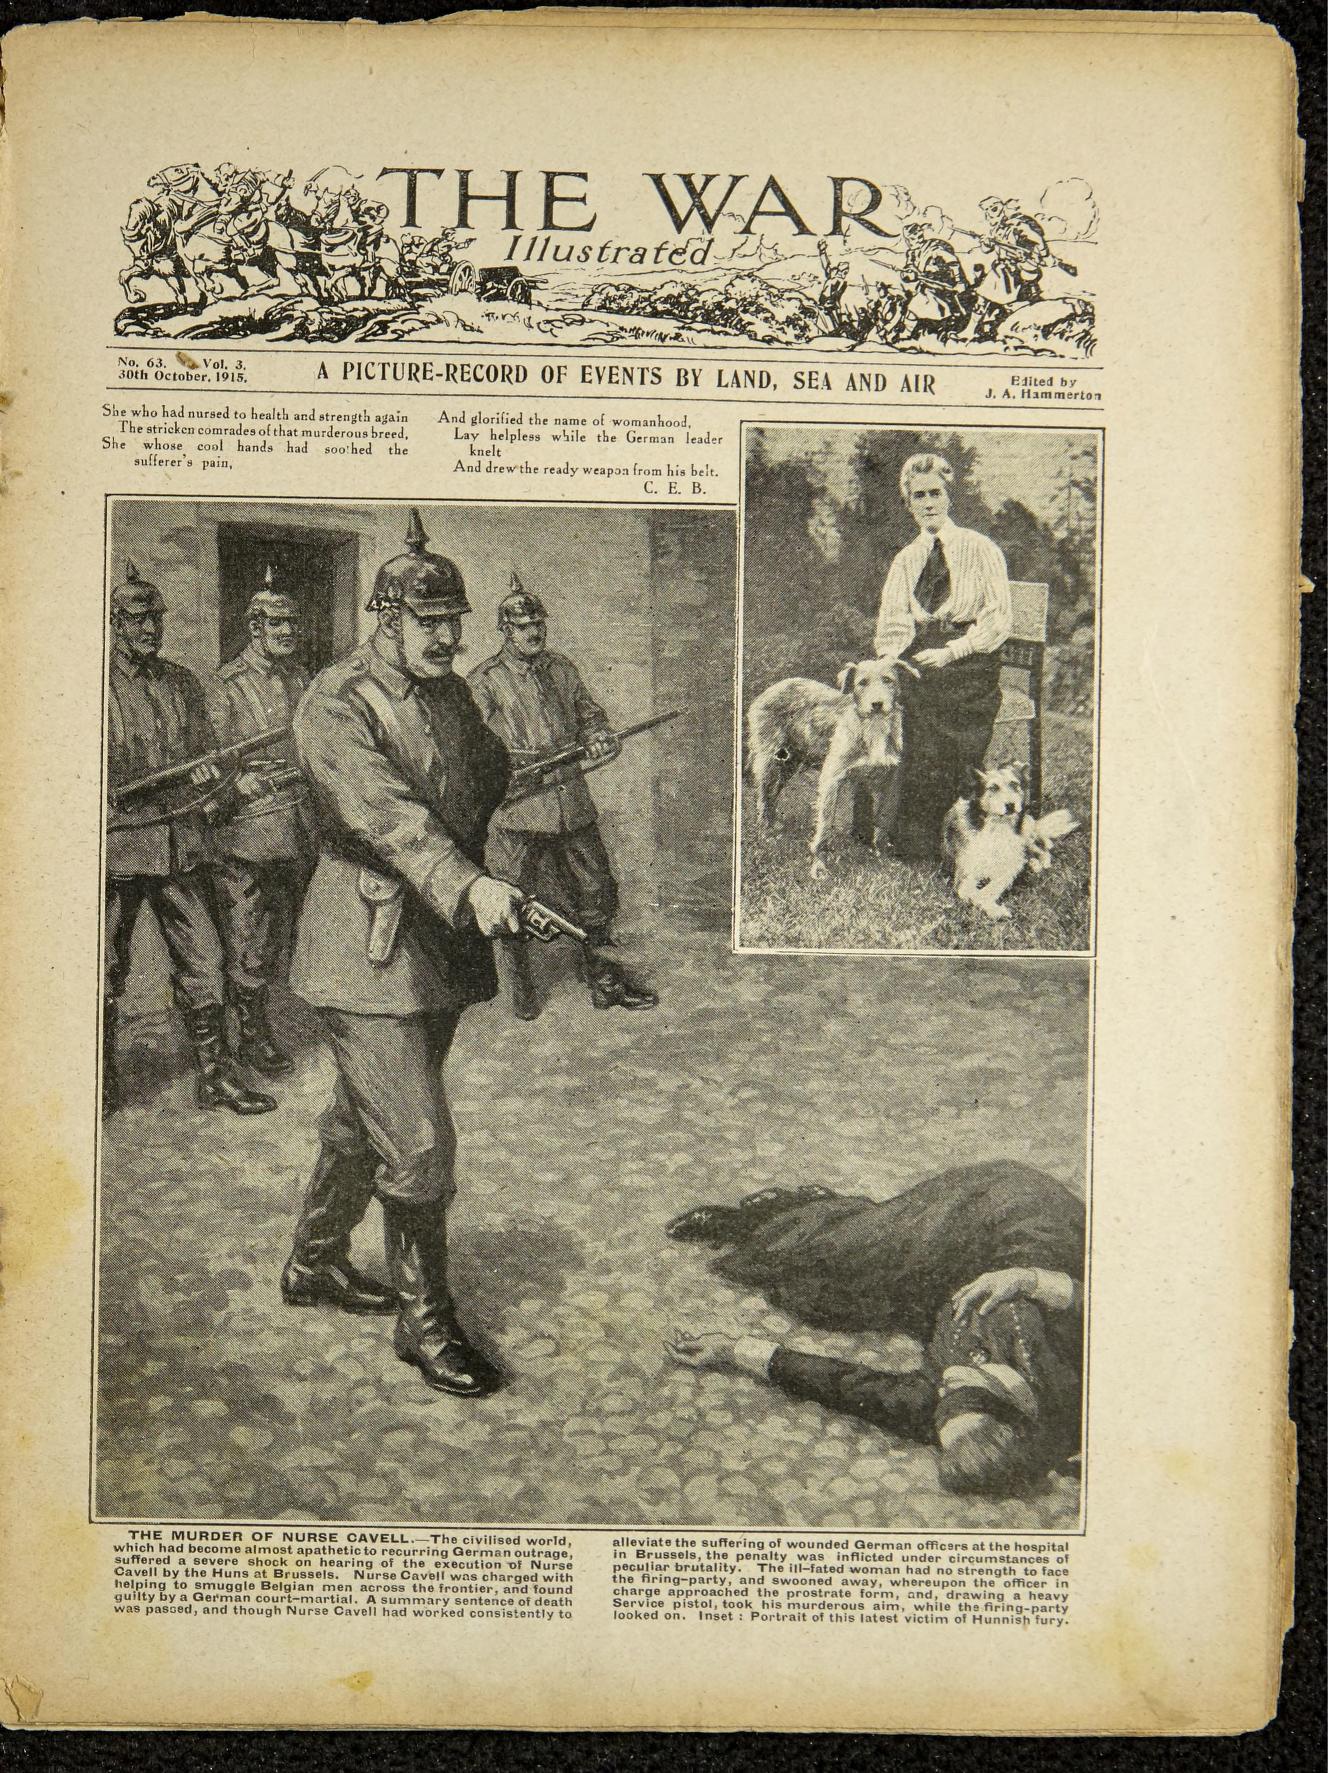 THE WAR
Illustrated
No. 63. Vol. 3.
30th October, 1915.
A PICTURE-RECORD OF EVENTS BY LAND, SEA AND AIR
Edited by
J. A. Hammerton
She who had nursed to health and strength again
The stricken comrades of that murderous breed,
She whose cool hands had soothed the
sufferer's pain,
And glorified the name of womanhood,
Lay helpless while the German leader
knelt
And drew the ready weapon from his belt.
C. E. B.
THE MURDER OF NURSE CAVELL.—The civilised world,
which had become almost apathetic to recurring German outrage,
suffered a severe shock on hearing of the execution of Nurse
Cavell by the Huns at Brussels. Nurse Cavell was charged with
helping to smuggle Belgian men across the frontier, and found
guilty by a German court-martial. A summary sentence of death
was passed, and though Nurse Cavell had worked consistently to
alleviate the suffering of wounded German officers at the hospital
in Brussels, the penalty was inflicted under circumstances of
peculiar brutality. The ill-fated woman had no strength to face
the firing-party, and swooned away, whereupon the officer in
charge approached the prostrate form, and, drawing a heavy
Service pistol, took his murderous aim, while the firing-party
looked on. Inset : Portrait of this latest victim of Hunnish fury.